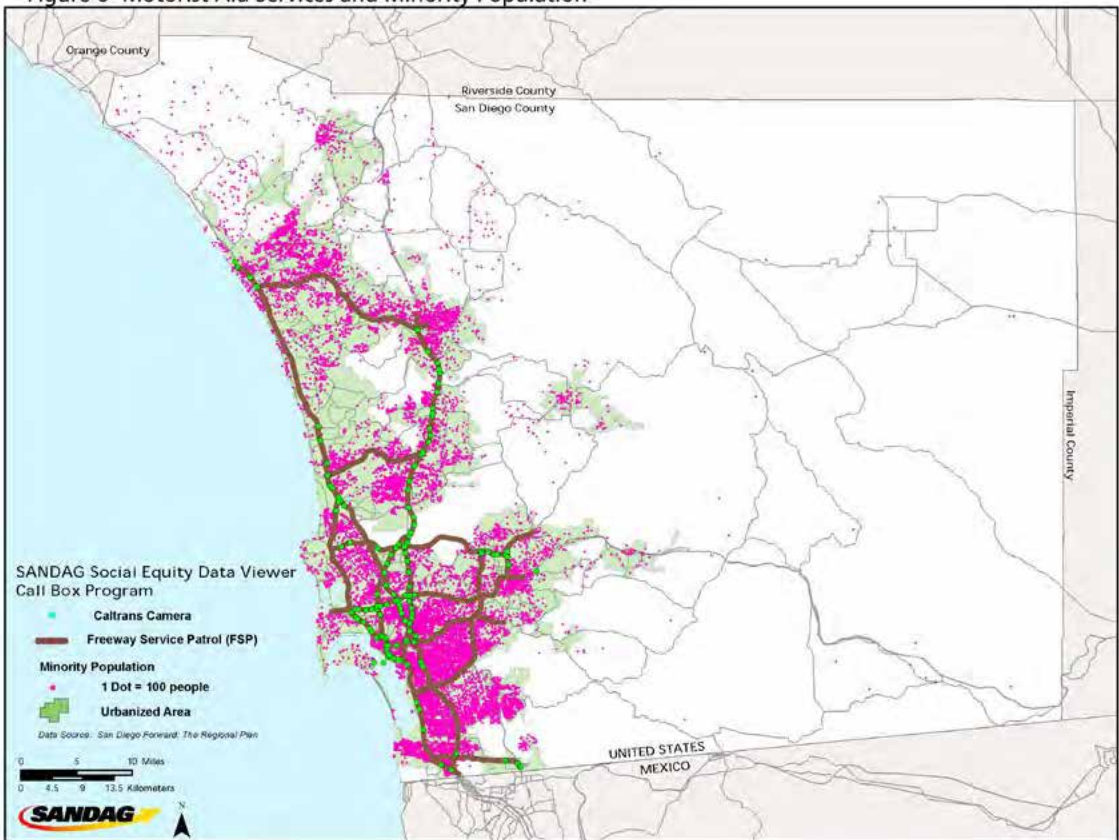 Figure 6 Motorist Aid Services and Minority Population
Orange County
Riverside County
San Diego County
Imperial County
SANDAG Social Equity Data Viewer
Call Box Program
Caltrans Camera
Freeway Service Patrol (FSP)
Minority Population
1 Dot = 100 people
Urbanized Area
Data Source: San Diego Forward: The Regional Plan
0 5 10 Miles
0 4.5 9 13.5 Kilometers
SANDAG
N
UNITED STATES
MEXICO